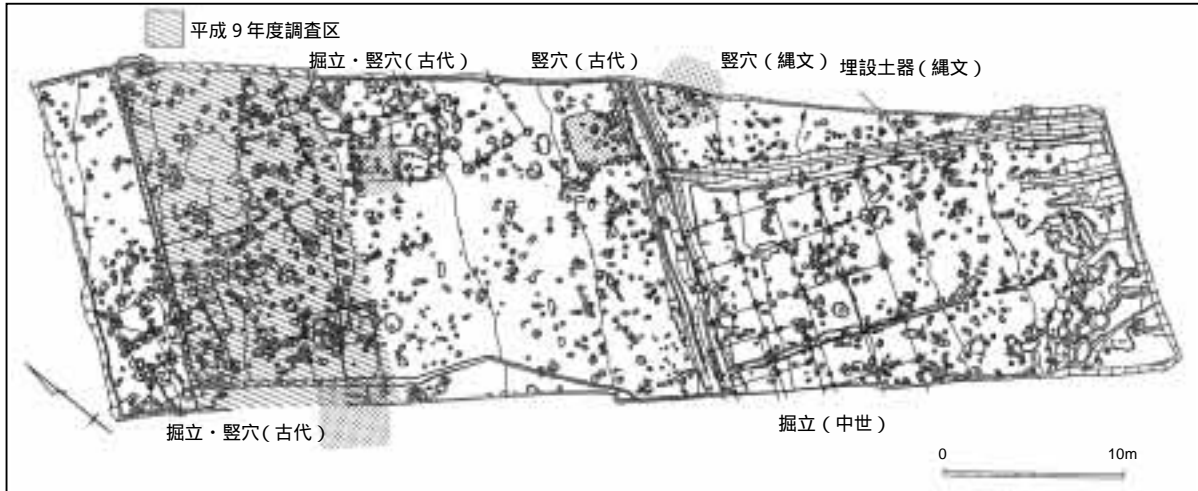 平成９年度調査区
掘立・竪穴（古代）
竪穴（古代）
竪穴（縄文）
埋設土器（縄文）
掘立・竪穴（古代）
掘立（中世）
0 10m